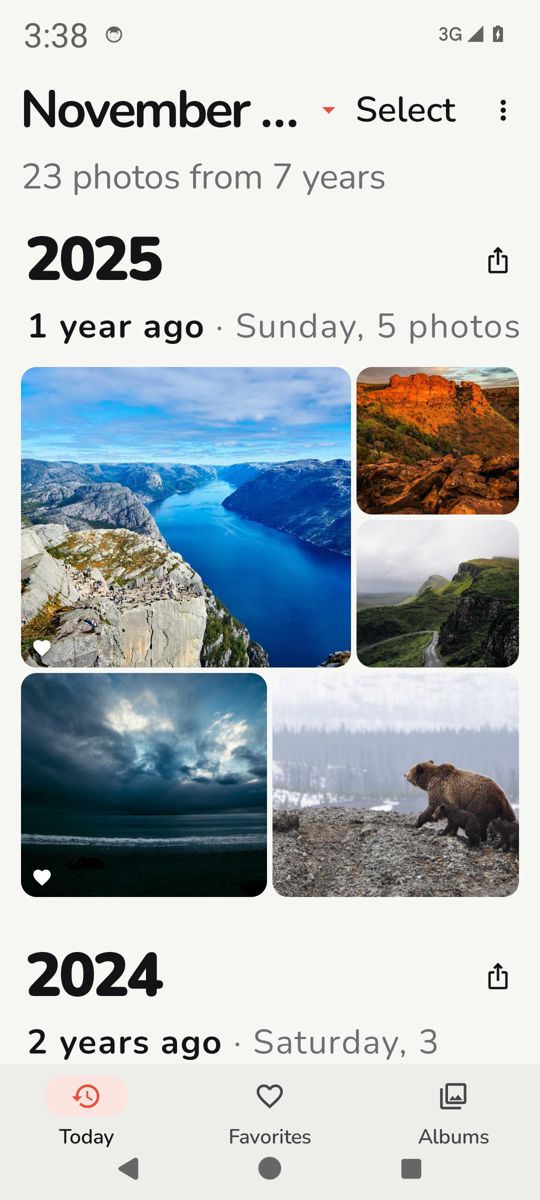 3:38
3G
November ...
Select
23 photos from 7 years
2025
1 year ago · Sunday, 5 photos
2024
2 years ago · Saturday, 3
Today
Favorites
Albums